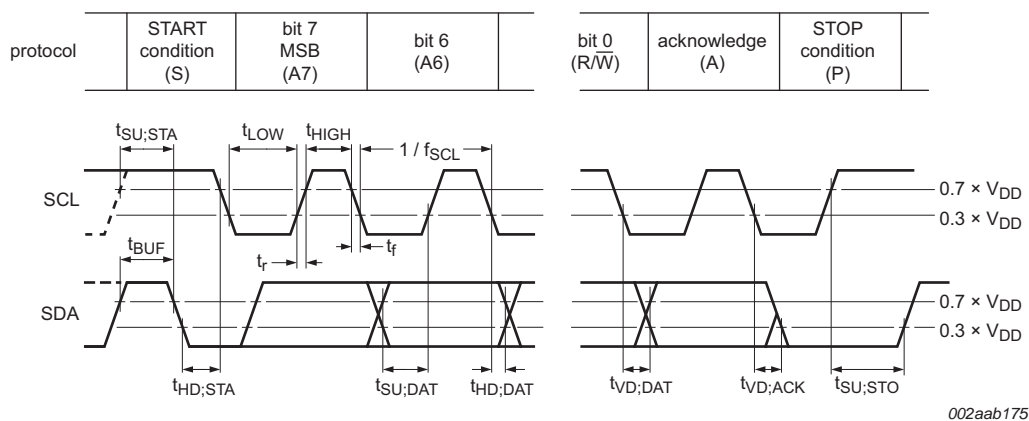 protocol
START
condition
(S)
bit 7
MSB
(A7)
bit 6
(A6)
bit 0
(R/W̅)
acknowledge
(A)
STOP
condition
(P)
tSU;STA
tLOW
tHIGH
1 / fSCL
SCL
0.7 × VDD
0.3 × VDD
tBUF
tr
tf
SDA
0.7 × VDD
0.3 × VDD
tHD;STA
tSU;DAT
tHD;DAT
tVD;DAT
tVD;ACK
tSU;STO
002aab175